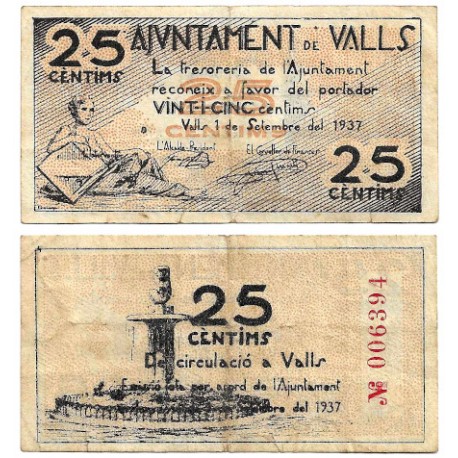 25 AJVNTAMENT DE VALLS
CÈNTIMS
La tresoreria de l'Ajuntament
reconeix a favor del portador
VINT-I-CINC cèntims
Valls 1 de Setembre del 1937
L'Alcalde President, El Conseller de Finances,
25
CÈNTIMS
25
CÈNTIMS
De circulació a Valls
Emissió feta per acord de l'Ajuntament
del 1937
Nº 006394